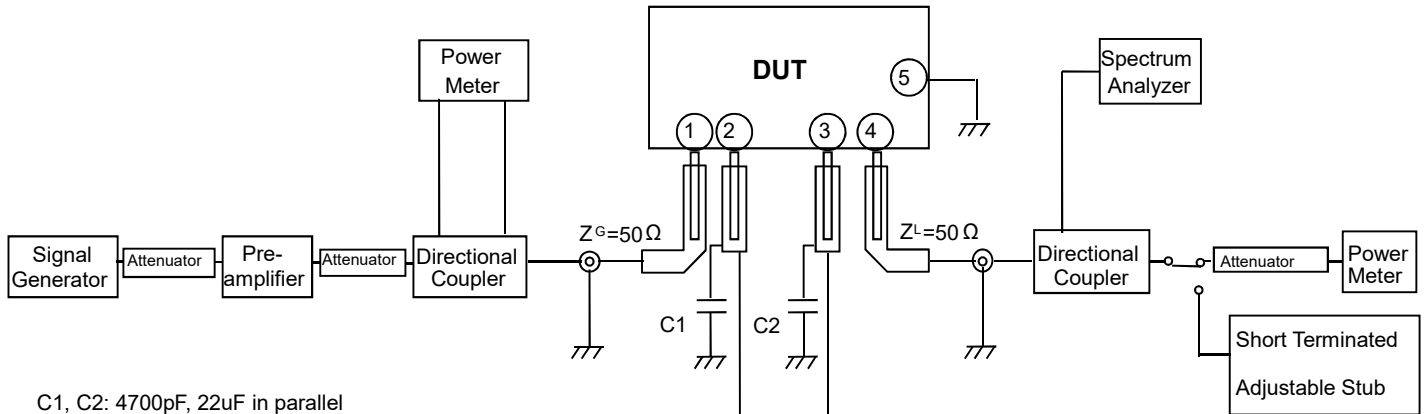 Power
Meter
DUT
5
Spectrum
Analyzer
1
2
3
4
Signal
Generator
Attenuator
Pre-
amplifier
Attenuator
Directional
Coupler
ZG=50Ω
ZL=50Ω
Directional
Coupler
Attenuator
Power
Meter
C1
C2
Short Terminated
Adjustable Stub
C1, C2: 4700pF, 22uF in parallel